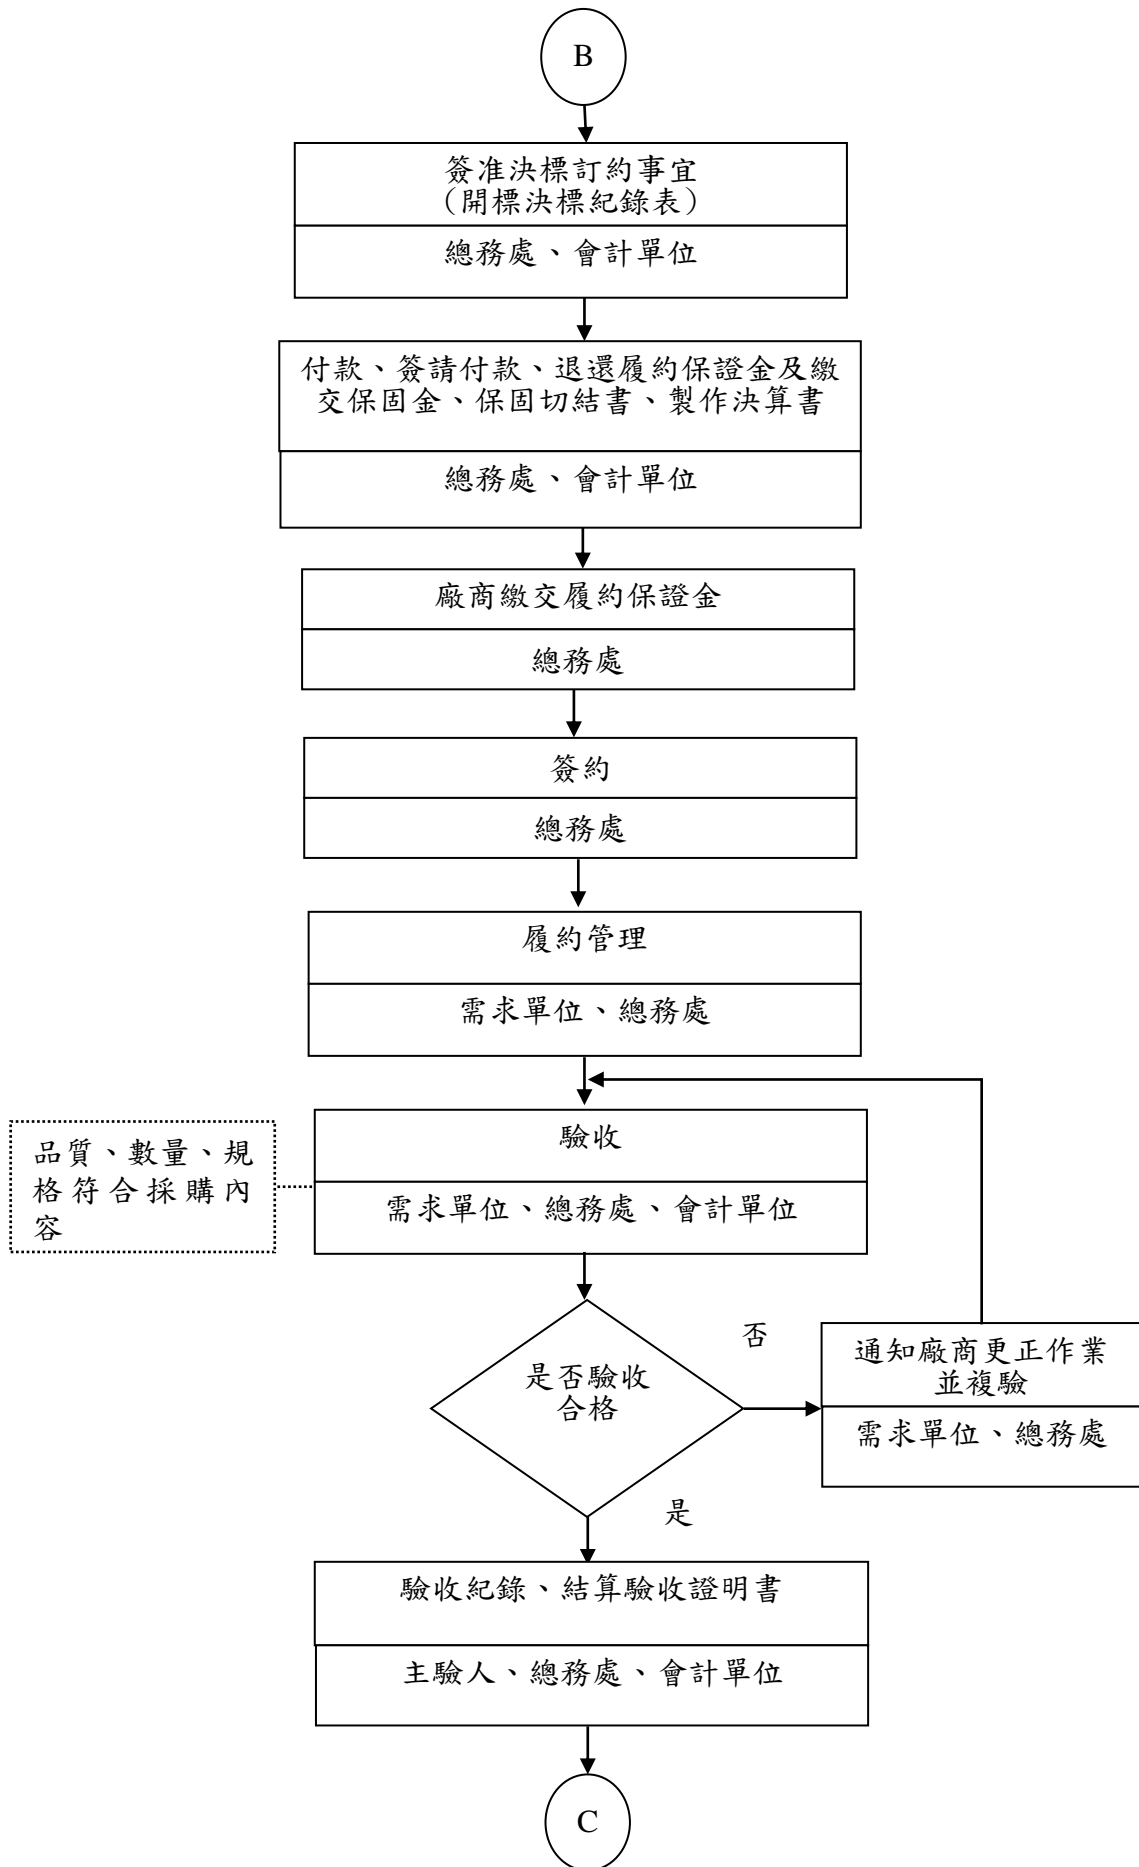 B
簽准決標訂約事宜
(開標決標紀錄表)
總務處、會計單位
付款、簽請付款、退還履約保證金及繳
交保固金、保固切結書、製作決算書
總務處、會計單位
廠商繳交履約保證金
總務處
簽約
總務處
履約管理
需求單位、總務處
驗收
品質、數量、規
格符合採購內
容
需求單位、總務處、會計單位
否
是否驗收
合格
通知廠商更正作業
並複驗
需求單位、總務處
是
驗收紀錄、結算驗收證明書
主驗人、總務處、會計單位
C